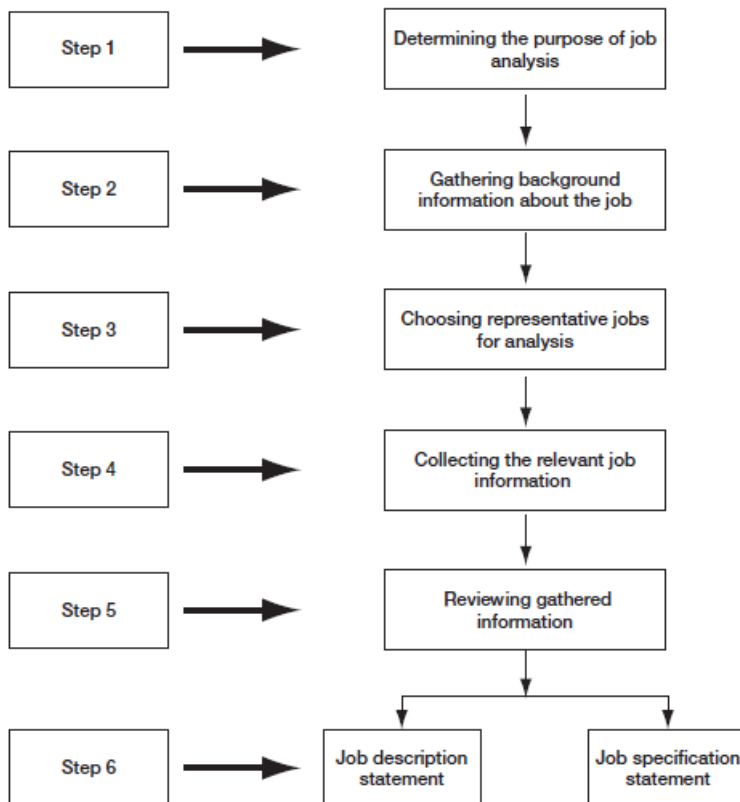 Step 1
Determining the purpose of job
analysis
Step 2
Gathering background
information about the job
Step 3
Choosing representative jobs
for analysis
Step 4
Collecting the relevant job
information
Step 5
Reviewing gathered
information
Step 6
Job description
statement
Job specification
statement